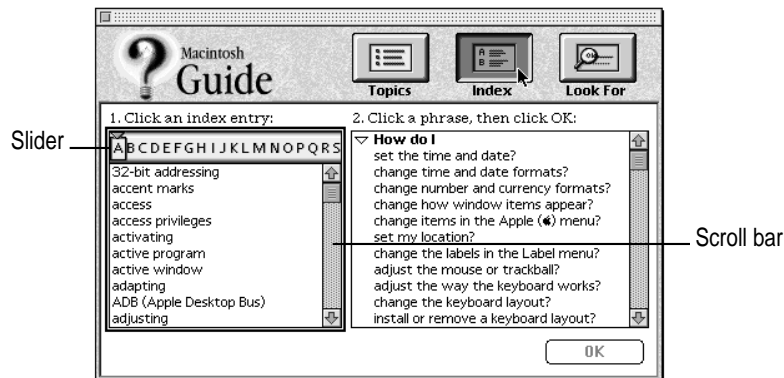 Macintosh
Guide
Topics
Index
Look For
1. Click an index entry:
2. Click a phrase, then click OK:
Slider
A B C D E F G H I J K L M N O P Q R S
32-bit addressing
accent marks
access
access privileges
activating
active program
active window
adapting
ADB (Apple Desktop Bus)
adjusting
How do I
set the time and date?
change time and date formats?
change number and currency formats?
change how window items appear?
change items in the Apple () menu?
set my location?
change the labels in the Label menu?
adjust the mouse or trackball?
adjust the way the keyboard works?
change the keyboard layout?
install or remove a keyboard layout?
Scroll bar
OK